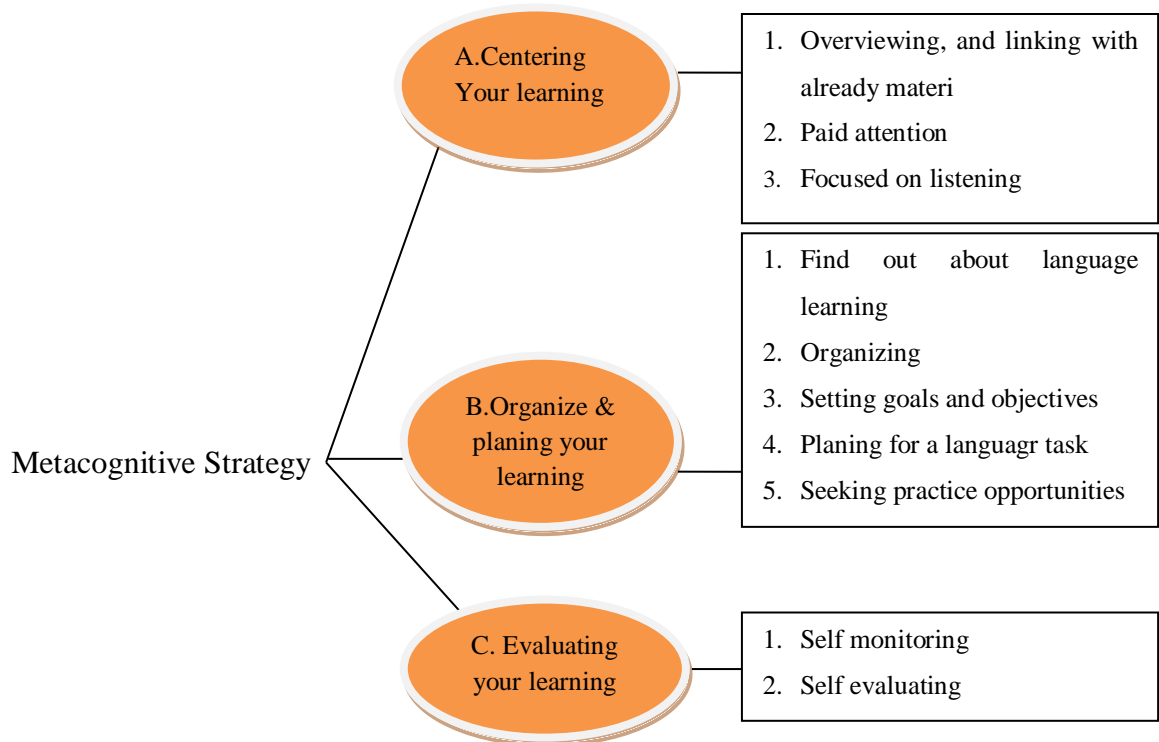 Metacognitive Strategy
A.Centering
Your learning
1. Overviewing, and linking with
already materi
2. Paid attention
3. Focused on listening
B.Organize &
planing your
learning
1. Find out about language
learning
2. Organizing
3. Setting goals and objectives
4. Planing for a languagr task
5. Seeking practice opportunities
C. Evaluating
your learning
1. Self monitoring
2. Self evaluating